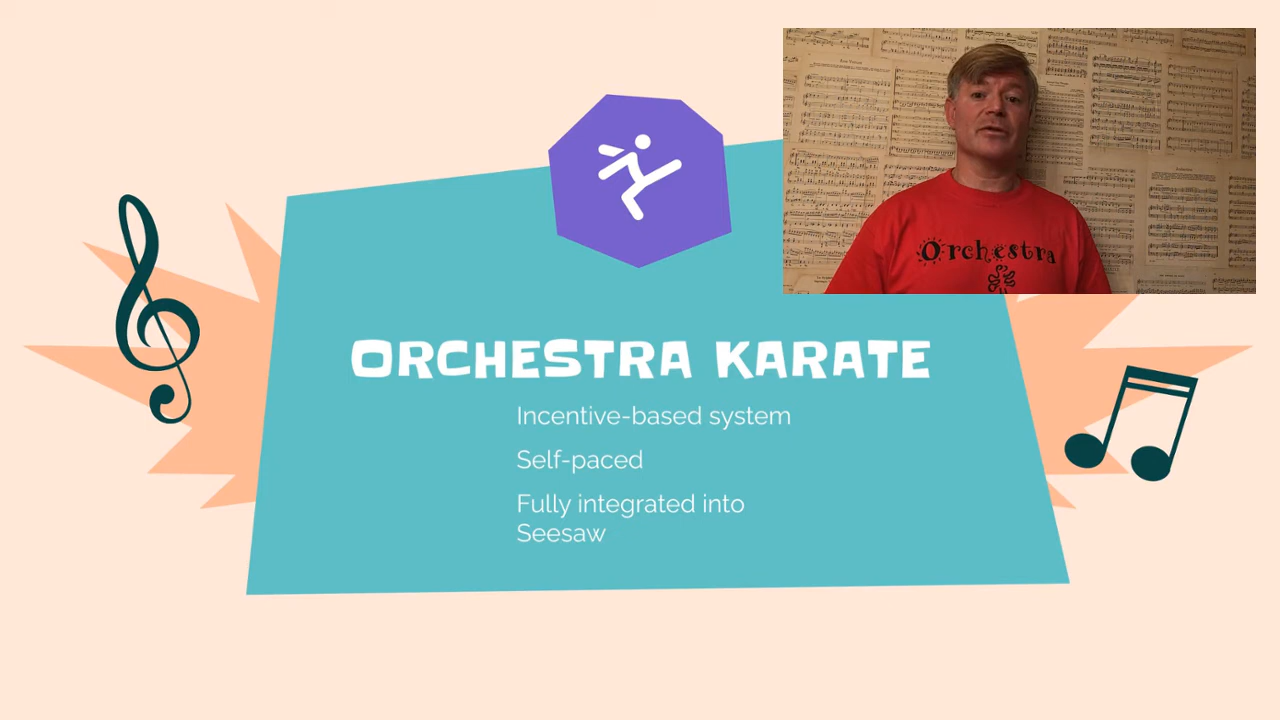 Orchestra
ORCHESTRA KARATE
Incentive-based system
Self-paced
Fully integrated into
Seesaw